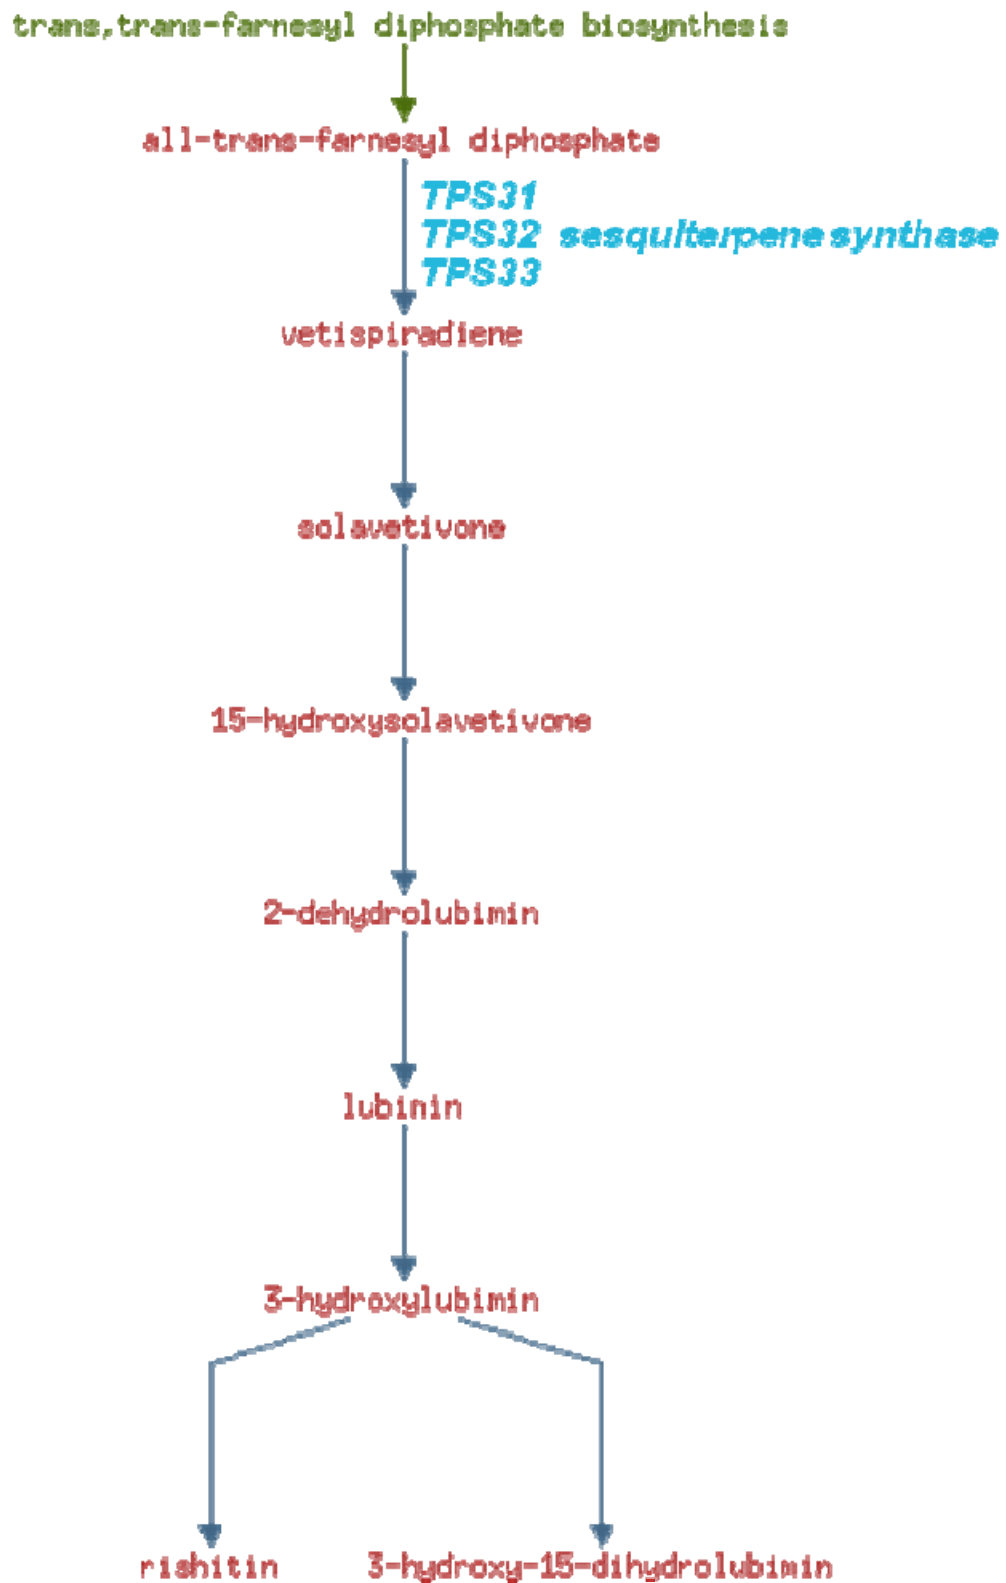 trans,trans-farnesyl diphosphate biosynthesis
all-trans-farnesyl diphosphate
TPS31
TPS32 sesquiterpene synthase
TPS33
vetispiradiene
solavetivone
15-hydroxysolavetivone
2-dehydrolubimin
lubinin
3-hydroxylubimin
rishitin 3-hydroxy-15-dihydrolubimin